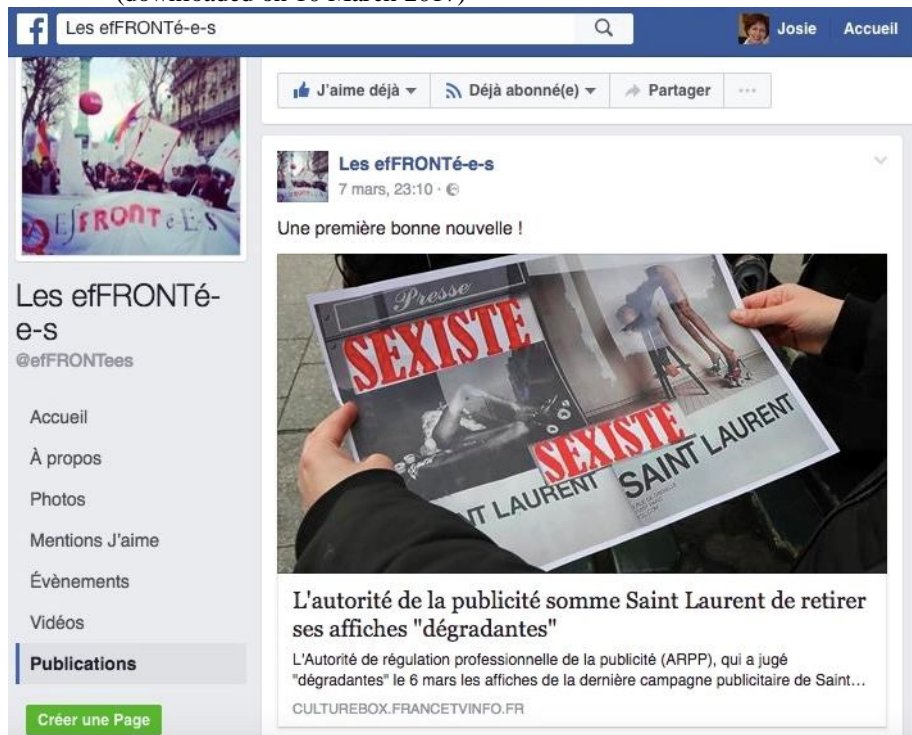 (downloaded on 10 March 2017)
Les efFRONTé-e-s
Josie
Accueil
J'aime déjà
Déjà abonné(e)
Partager
...
Les efFRONTé-e-s
7 mars, 23:10 ·
Une première bonne nouvelle !
EfFRONTé-E-S
Les efFRONTé-
e-s
@efFRONTees
Accueil
À propos
Photos
Mentions J'aime
Évènements
Vidéos
Publications
Créer une Page
Presse
SEXISTE
SEXISTE
NT LAURENT
SAINT LAURENT
L'autorité de la publicité somme Saint Laurent de retirer
ses affiches "dégradantes"
L'Autorité de régulation professionnelle de la publicité (ARPP), qui a jugé
"dégradantes" le 6 mars les affiches de la dernière campagne publicitaire de Saint…
CULTUREBOX.FRANCETVINFO.FR